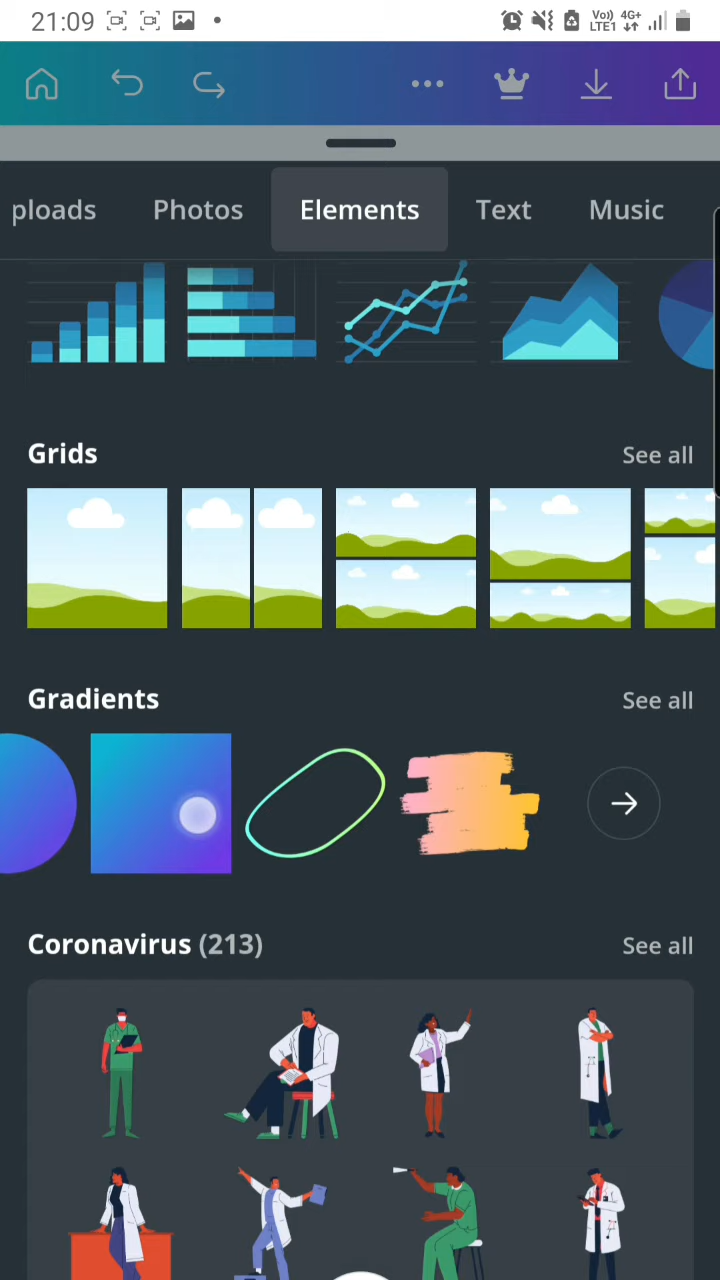 21:09 Vo)) LTE1 4G+
ploads Photos Elements Text Music
Grids See all
Gradients See all
Coronavirus (213) See all